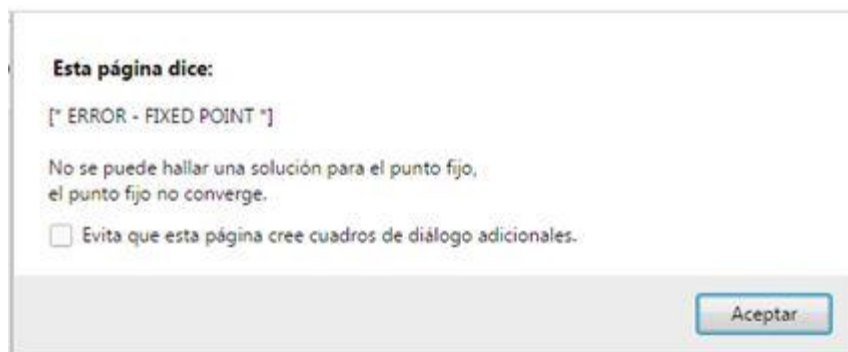 Esta página dice:
[* ERROR - FIXED POINT *]
No se puede hallar una solución para el punto fijo,
el punto fijo no converge.
Evita que esta página cree cuadros de diálogo adicionales.
Aceptar